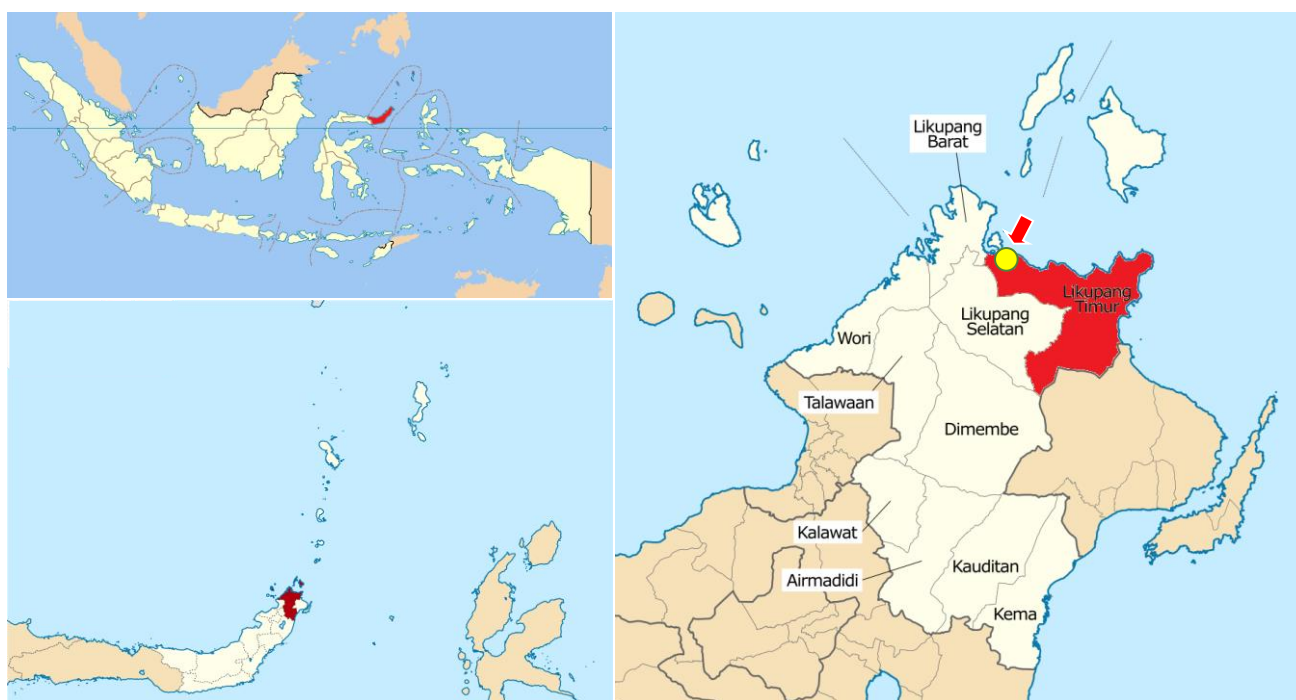 Likupang
Barat
Likupang
Timur
Likupang
Selatan
Wori
Talawaan
Dimembe
Kalawat
Kauditan
Airmadidi
Kema